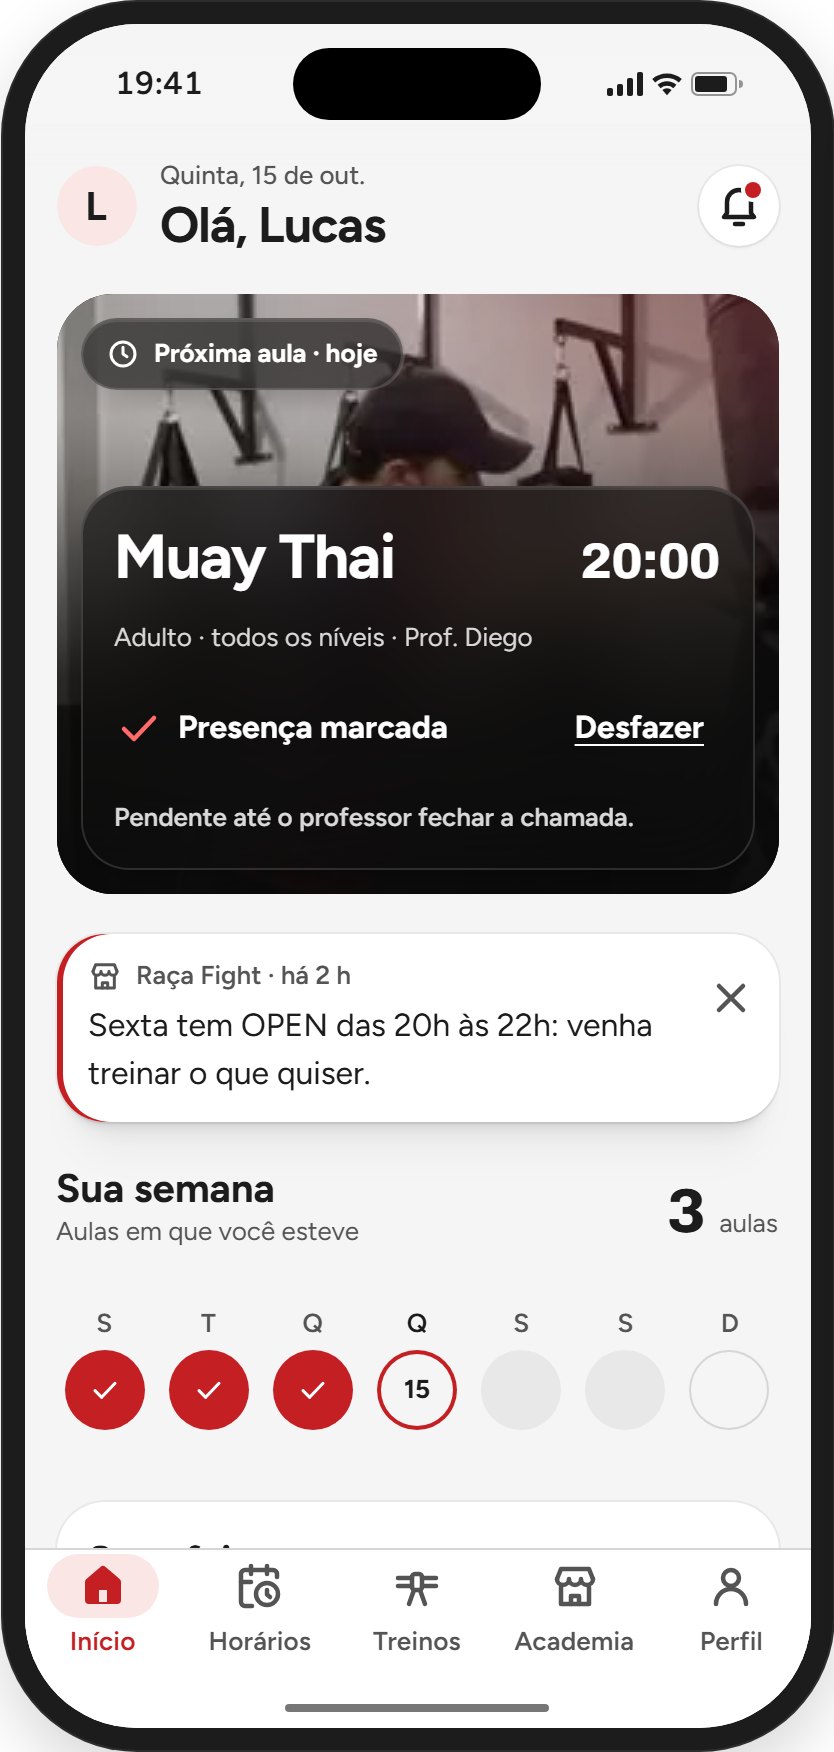 19:41
Quinta, 15 de out.
L
Olá, Lucas
Próxima aula · hoje
Muay Thai 20:00
Adulto · todos os níveis · Prof. Diego
Presença marcada Desfazer
Pendente até o professor fechar a chamada.
Raça Fight · há 2 h
Sexta tem OPEN das 20h às 22h: venha
treinar o que quiser.
Sua semana
Aulas em que você esteve
3 aulas
S T Q Q S S D
15
Início Horários Treinos Academia Perfil